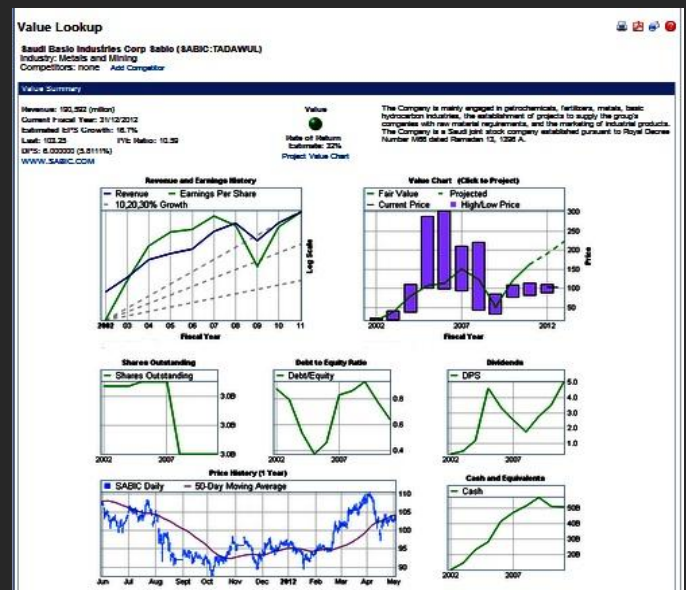 Value Lookup
Saudi Basic Industries Corp Sabic (SABIC:TADAWUL)
Industry: Metals and Mining
Competitors: none Add Competitor
Value Summary
Revenue: 190,592 (million)
Current Fiscal Year: 31/12/2012
Estimated EPS Growth: 16.7%
Last: 103.25 P/E Ratio: 10.59
DPS: 6.000000 (5.8111%)
WWW.SABIC.COM
Value
Rate of Return
Estimate: 22%
Project Value Chart
The Company is mainly engaged in petrochemicals, fertilizers, metals, basic
hydrocarbon industries, the establishment of projects to supply the group's
companies with raw material requirements, and the marketing of industrial products.
The Company is a Saudi joint stock company established pursuant to Royal Decree
Number M66 dated Ramadan 13, 1396 A.
Revenue and Earnings History
Revenue Earnings Per Share
10,20,30% Growth
Log Scale
2002 03 04 05 06 07 08 09 10 11
Fiscal Year
Value Chart (Click to Project)
Fair Value Projected
Current Price High/Low Price
300
250
200
150
100
50
Price
2002 2007 2012
Fiscal Year
Shares Outstanding
Shares Outstanding
3.0B
3.0B
3.0B
2002 2007
Debt to Equity Ratio
Debt/Equity
0.8
0.6
0.4
2002 2007
Dividends
DPS
5.0
4.0
3.0
2.0
1.0
2002 2007
Price History (1 Year)
SABIC Daily 50-Day Moving Average
110
105
100
95
90
Jun Jul Aug Sept Oct Nov Dec 2012 Feb Mar Apr May
Cash and Equivalents
Cash
50B
40B
30B
20B
2002 2007